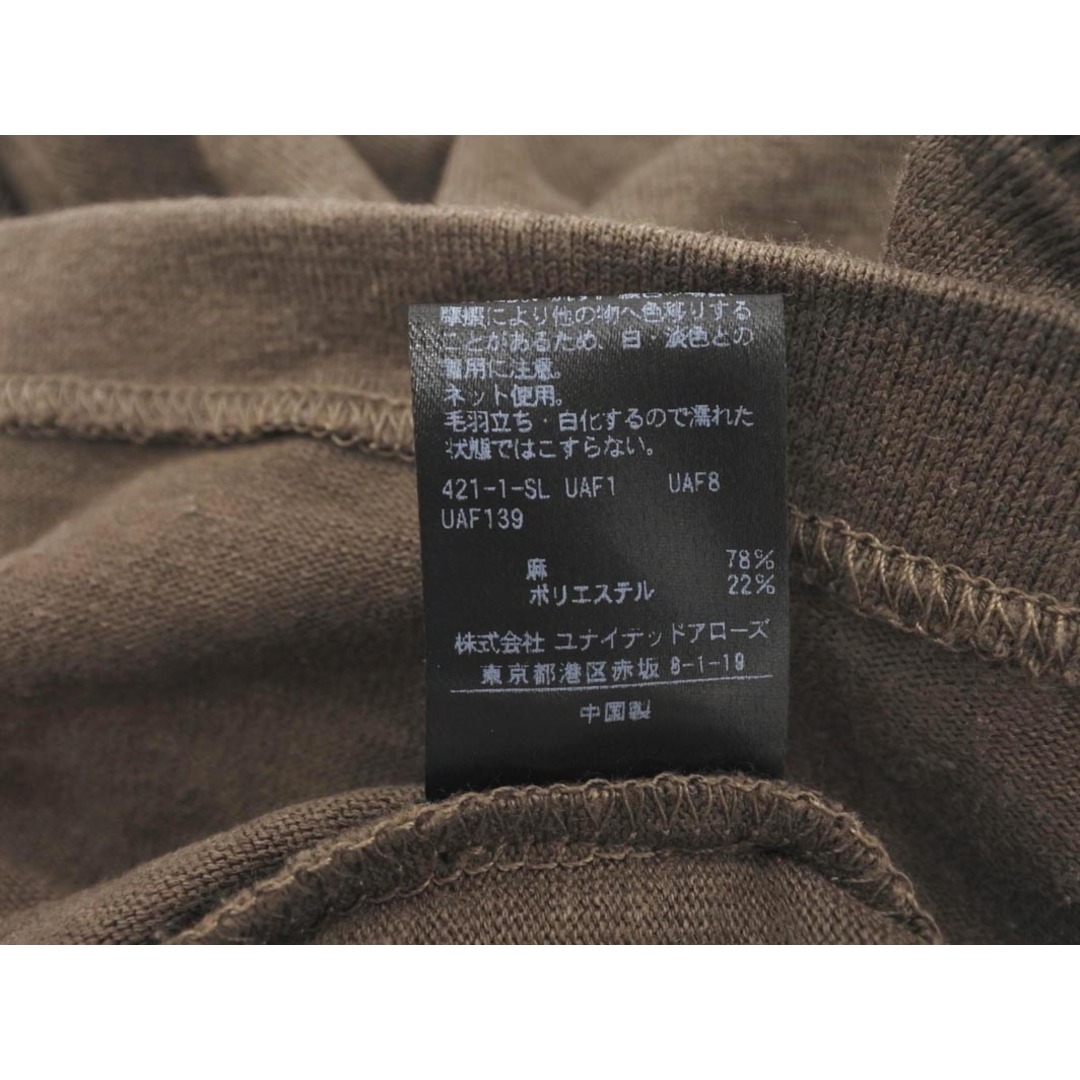 摩擦により他の物へ色移りする
ことがあるため、白・淡色との
着用に注意。
ネット使用。
毛羽立ち・白化するので濡れた
状態ではこすらない。
421-1-SL UAF1 UAF8
UAF139
麻 78%
ポリエステル 22%
株式会社 ユナイテッドアローズ
東京都港区赤坂 8-1-19
中国製